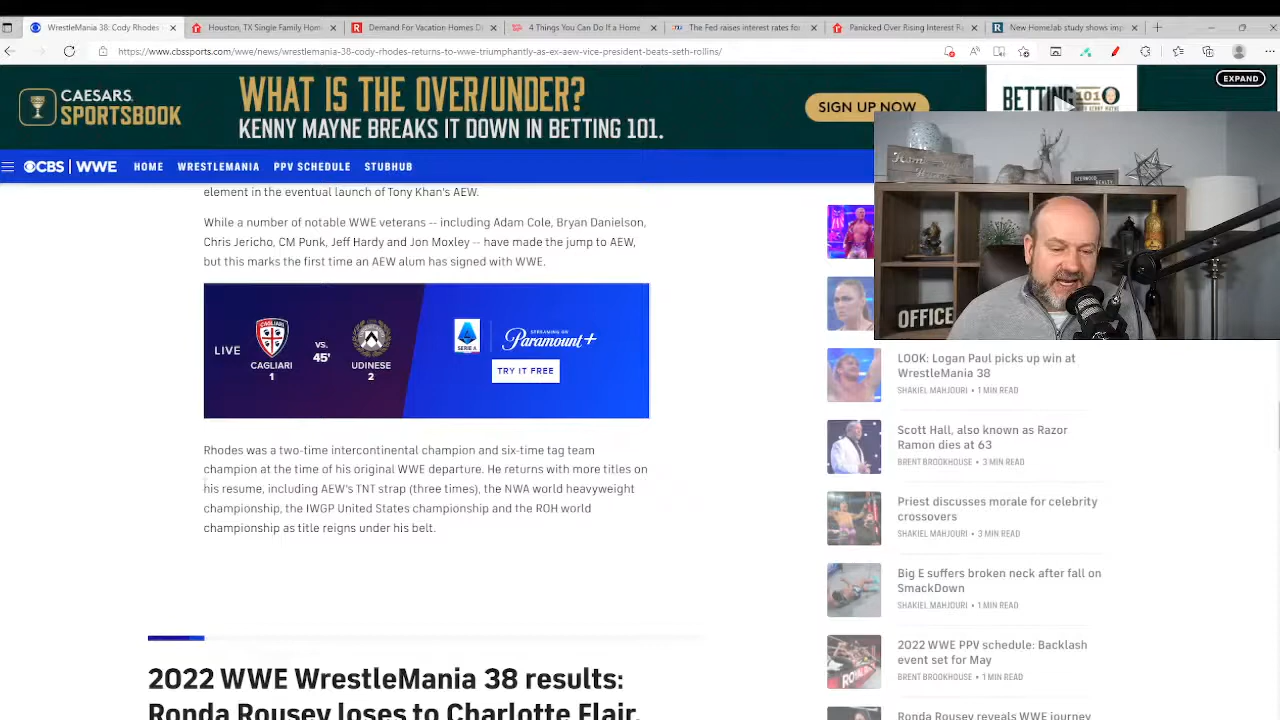 WrestleMania 38: Cody Rhodes
Houston, TX Single Family Hom
Demand For Vacation Homes D
4 Things You Can Do If a Home
The Fed raises interest rates for
Panicked Over Rising Interest R
New HomeJab study shows imp
https://www.cbssports.com/wwe/news/wrestlemania-38-cody-rhodes-returns-to-wwe-triumphantly-as-ex-aew-vice-president-beats-seth-rollins/
CAESARS
SPORTSBOOK
WHAT IS THE OVER/UNDER?
KENNY MAYNE BREAKS IT DOWN IN BETTING 101.
SIGN UP NOW
BETTING 101
EXPAND
CBS WWE HOME WRESTLEMANIA PPV SCHEDULE STUBHUB
element in the eventual launch of Tony Khan's AEW.
While a number of notable WWE veterans -- including Adam Cole, Bryan Danielson,
Chris Jericho, CM Punk, Jeff Hardy and Jon Moxley -- have made the jump to AEW,
but this marks the first time an AEW alum has signed with WWE.
LIVE
CAGLIARI
1
VS.
45'
UDINESE
2
SERIE A
STREAMING ON
Paramount+
TRY IT FREE
Rhodes was a two-time intercontinental champion and six-time tag team
champion at the time of his original WWE departure. He returns with more titles on
his resume, including AEW's TNT strap (three times), the NWA world heavyweight
championship, the IWGP United States championship and the ROH world
championship as title reigns under his belt.
2022 WWE WrestleMania 38 results:
Ronda Rousey loses to Charlotte Flair,
DEERWOOD
REALTY
OFFICE
LOOK: Logan Paul picks up win at
WrestleMania 38
SHAKIEL MAHJOURI • 1 MIN READ
Scott Hall, also known as Razor
Ramon dies at 63
BRENT BROOKHOUSE • 3 MIN READ
Priest discusses morale for celebrity
crossovers
SHAKIEL MAHJOURI • 3 MIN READ
Big E suffers broken neck after fall on
SmackDown
SHAKIEL MAHJOURI • 1 MIN READ
2022 WWE PPV schedule: Backlash
event set for May
BRENT BROOKHOUSE • 1 MIN READ
Ronda Rousey reveals WWE journey